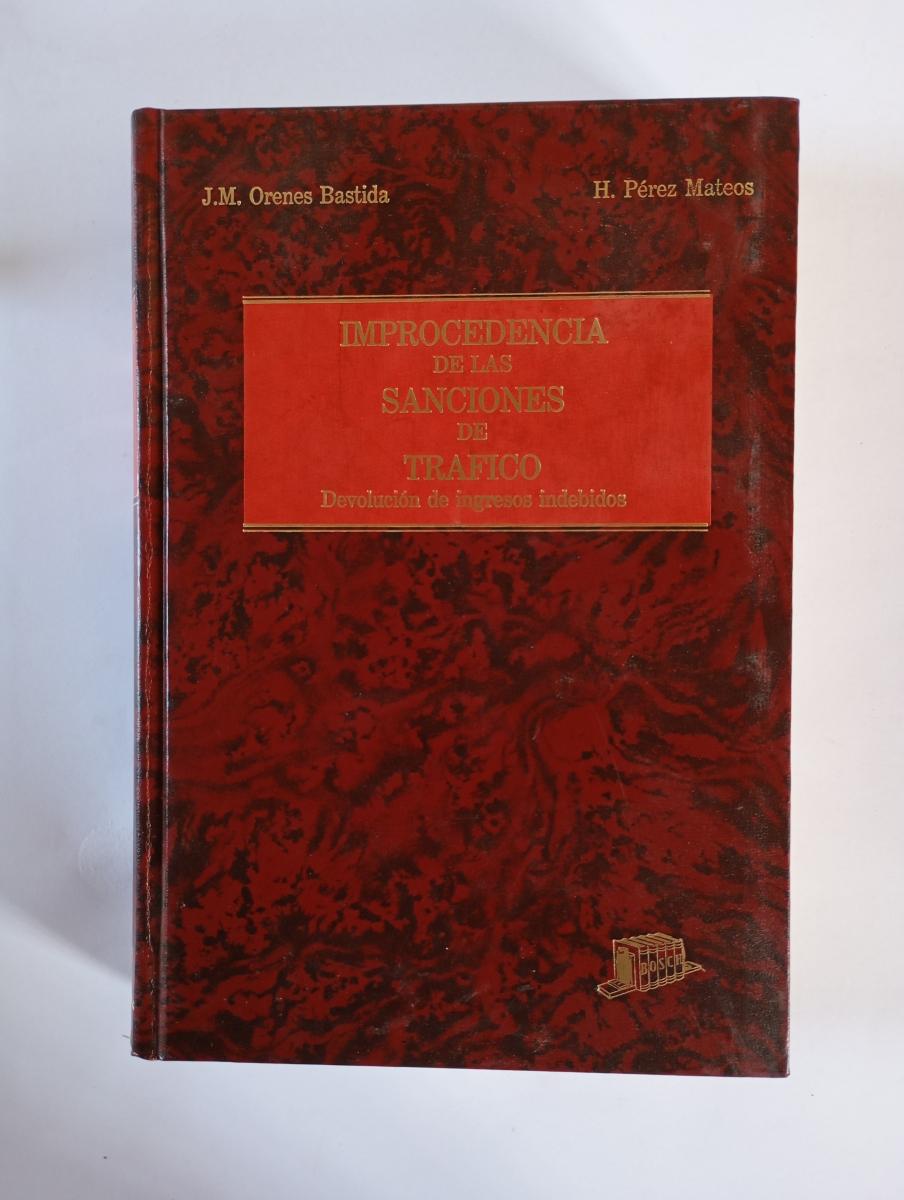 J.M. Orenes Bastida
H. Pérez Mateos
IMPROCEDENCIA
DE LAS
SANCIONES
DE
TRAFICO
Devolución de ingresos indebidos
BOSCH